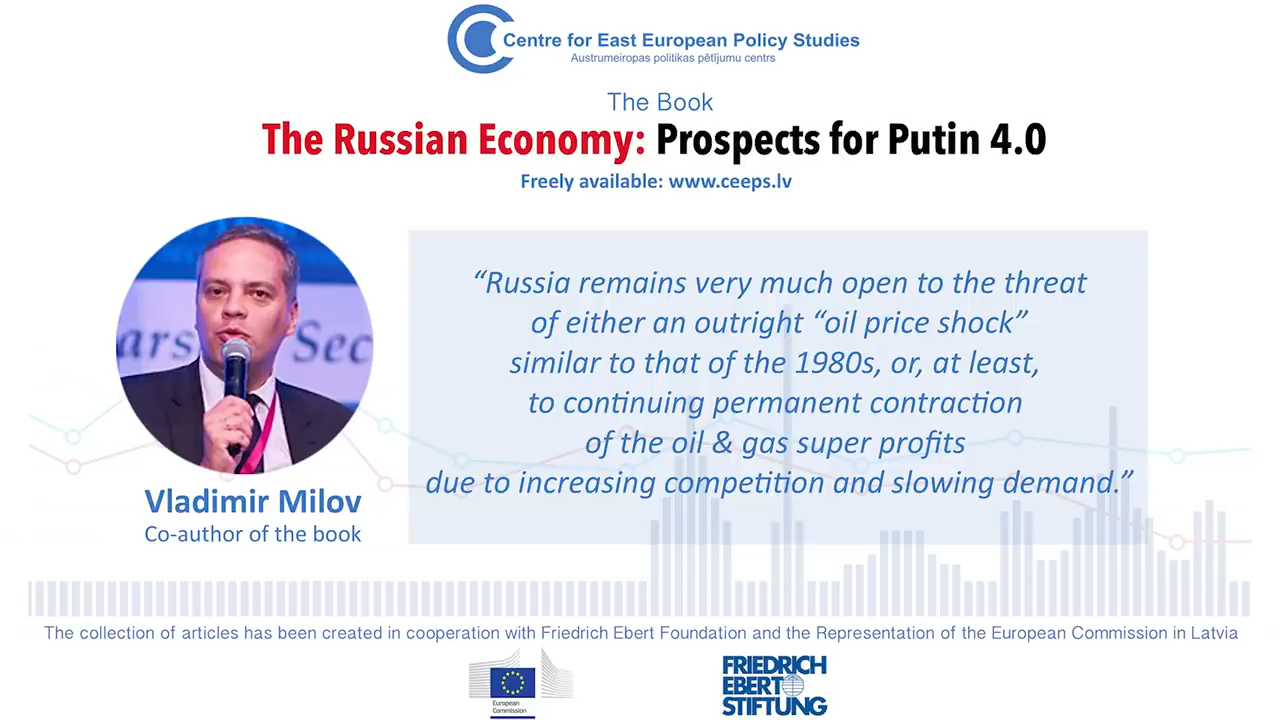 Centre for East European Policy Studies
Austrumeiropas politikas pētījumu centrs
The Book
The Russian Economy: Prospects for Putin 4.0
Freely available: www.ceeps.lv
ars Sec
“Russia remains very much open to the threat
of either an outright “oil price shock”
similar to that of the 1980s, or, at least,
to continuing permanent contraction
of the oil & gas super profits
due to increasing competition and slowing demand.”
Vladimir Milov
Co-author of the book
The collection of articles has been created in cooperation with Friedrich Ebert Foundation and the Representation of the European Commission in Latvia
European
Commission
FRIEDRICH
EBERT
STIFTUNG